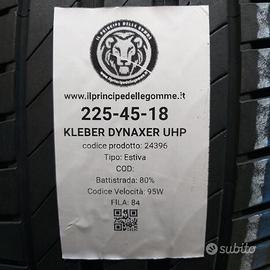 IL PRINCIPE DELLE GOMME
www.ilprincipedellegomme.it
225-45-18
KLEBER DYNAXER UHP
codice prodotto: 24396
Tipo: Estiva
COD:
Battistrada: 80%
Codice Velocità: 95W
FILA: 84
subito